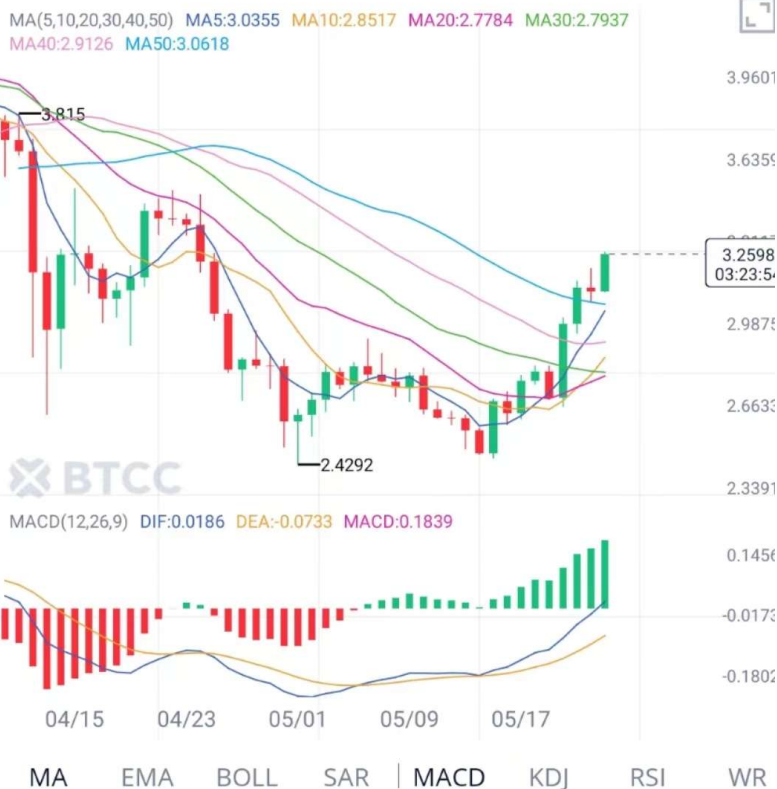 MA(5,10,20,30,40,50) MA5:3.0355 MA10:2.8517 MA20:2.7784 MA30:2.7937
MA40:2.9126 MA50:3.0618
3.9601
3.815
3.6359
3.2598
03:23:54
2.9875
2.6633
2.4292
BTCC
2.3391
MACD(12,26,9) DIF:0.0186 DEA:-0.0733 MACD:0.1839
0.1456
-0.0173
-0.1802
04/15 04/23 05/01 05/09 05/17
MA EMA BOLL SAR MACD KDJ RSI WR